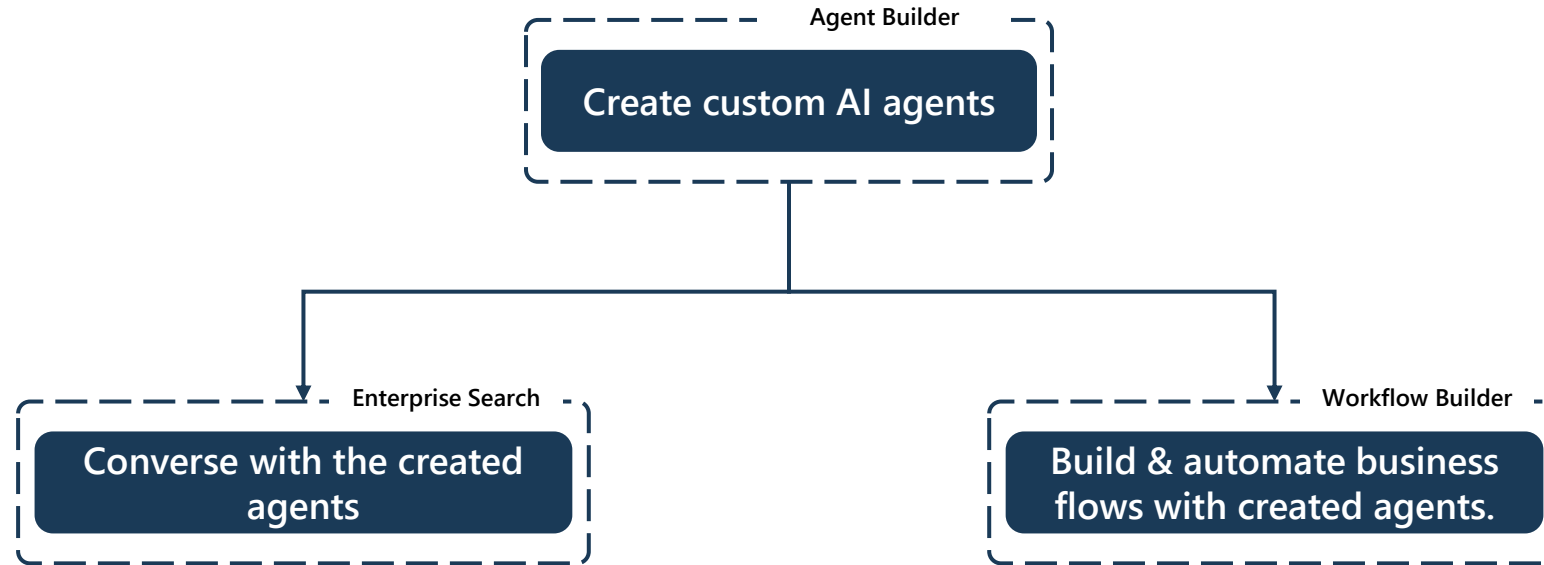 Agent Builder
Create custom AI agents
Enterprise Search
Converse with the created
agents
Workflow Builder
Build & automate business
flows with created agents.